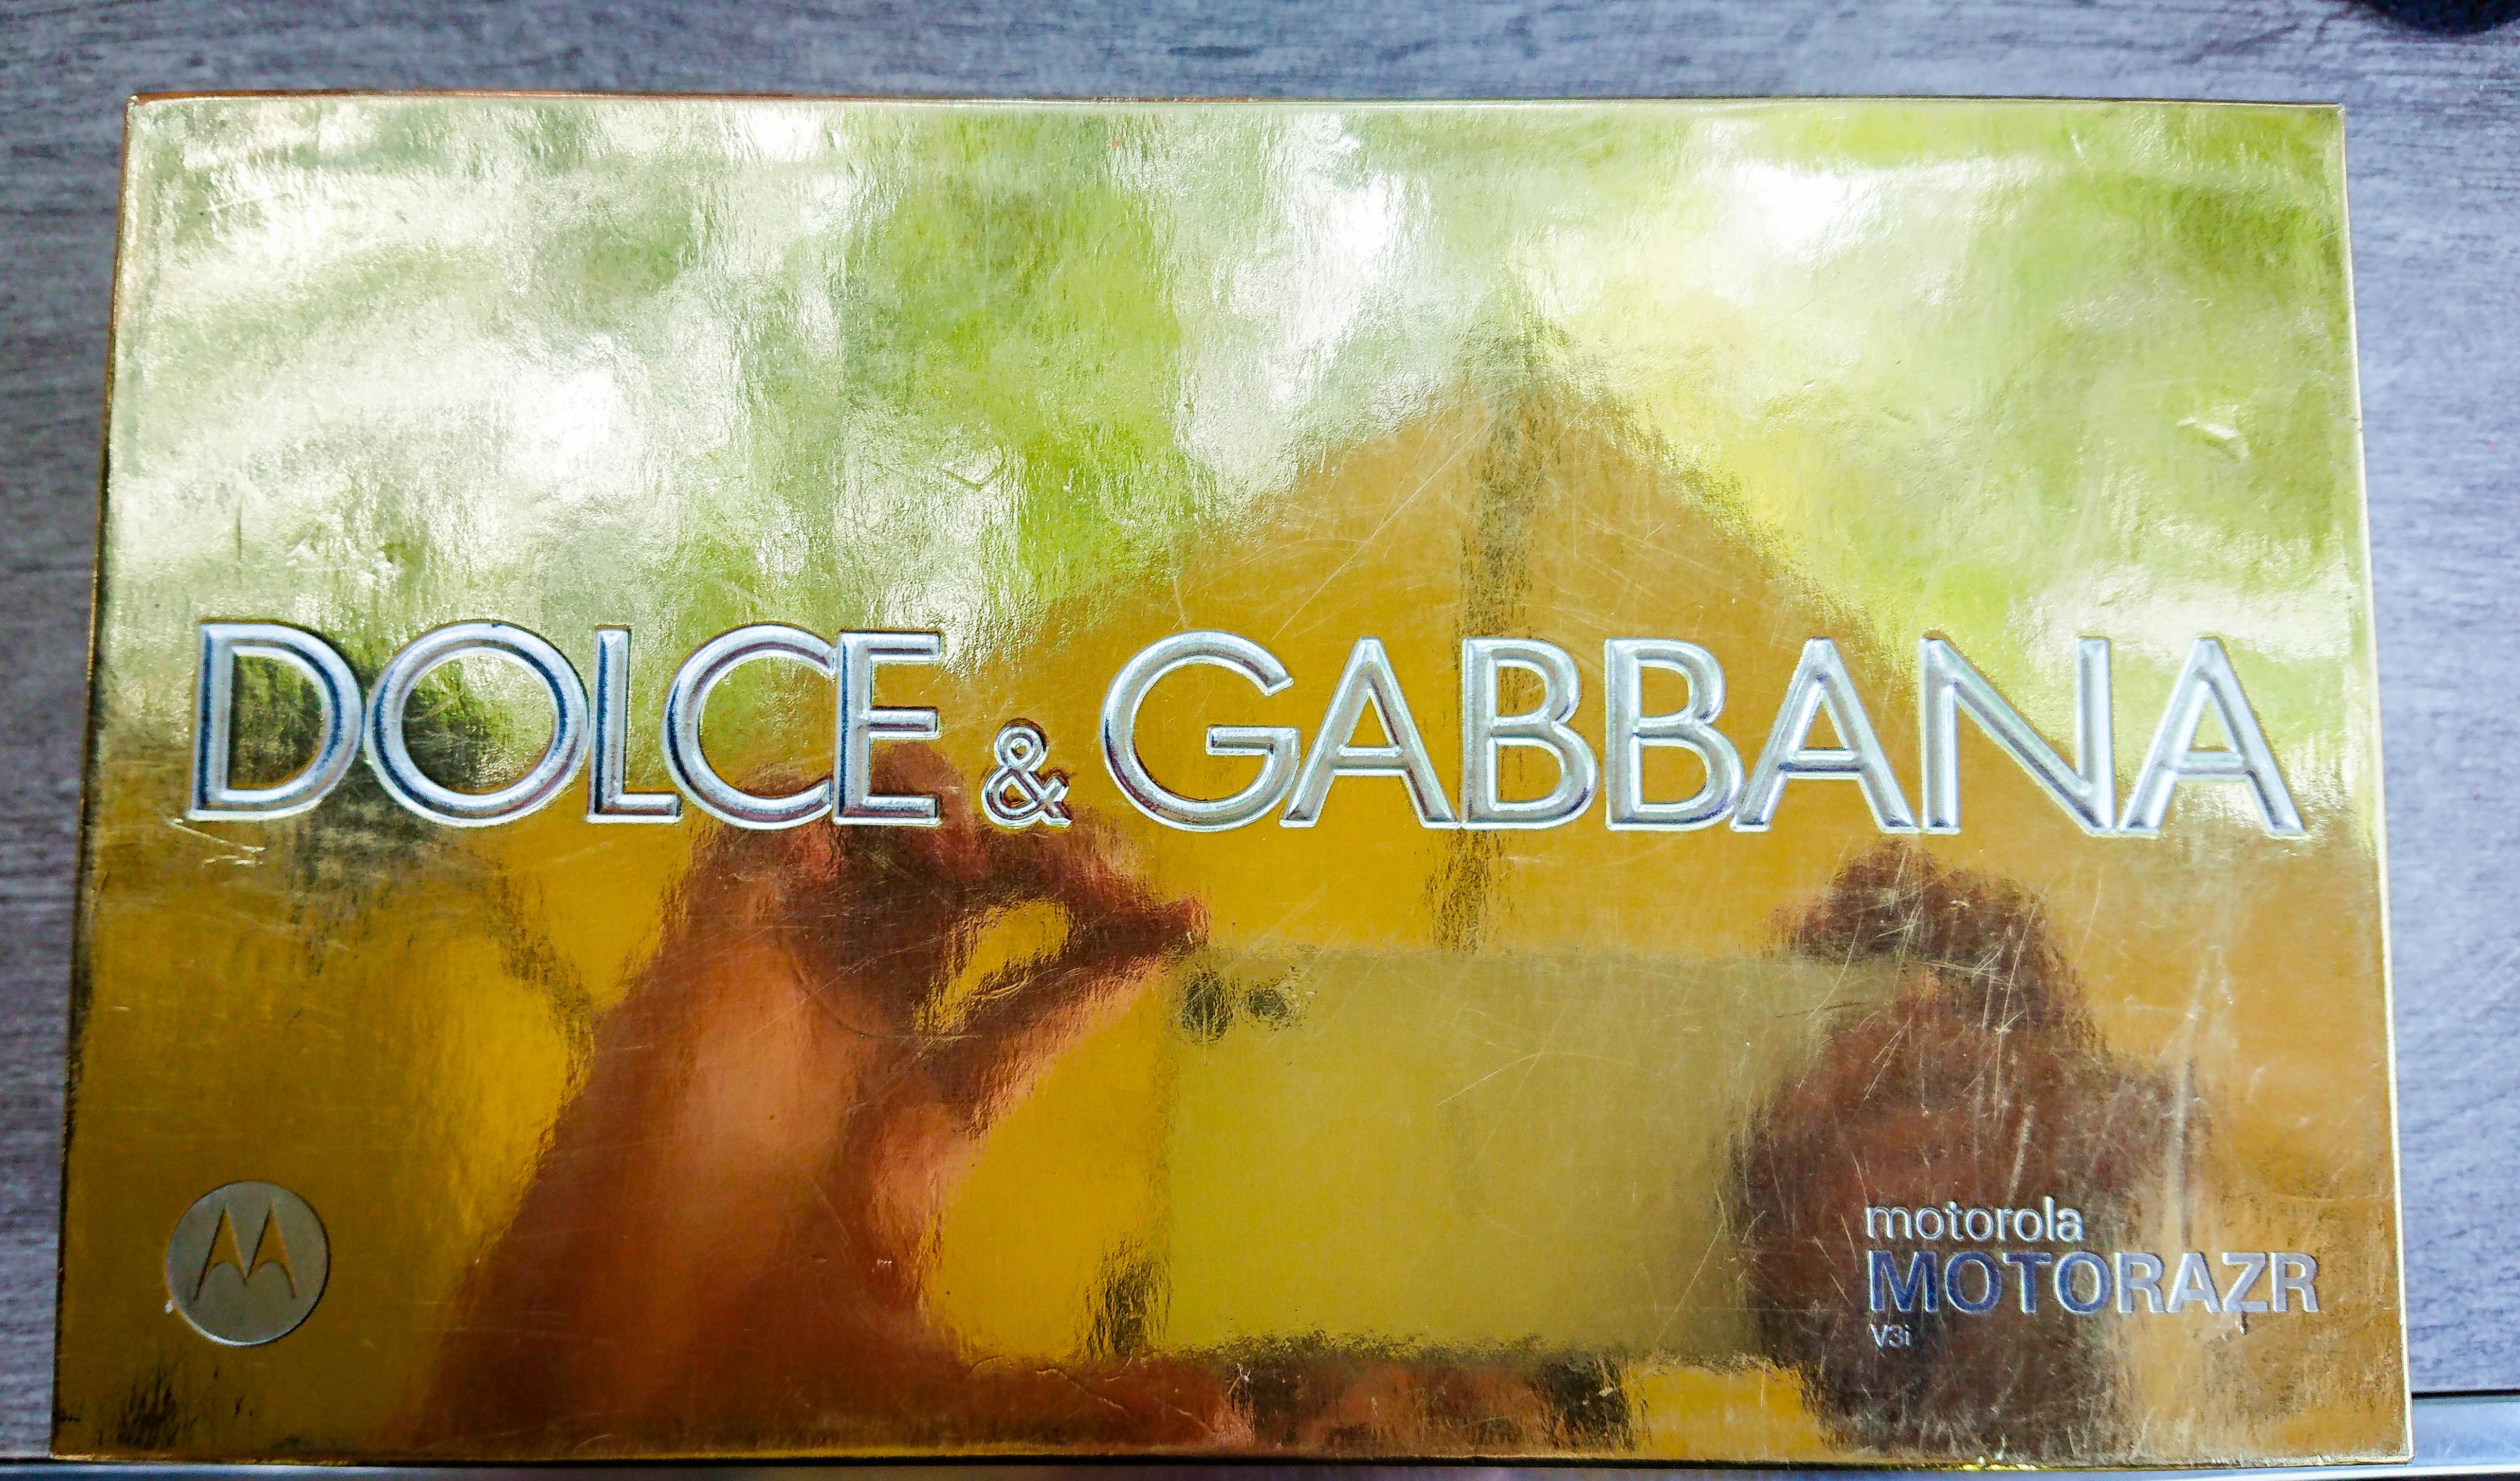 DOLCE & GABBANA
motorola
MOTORAZR
V3i